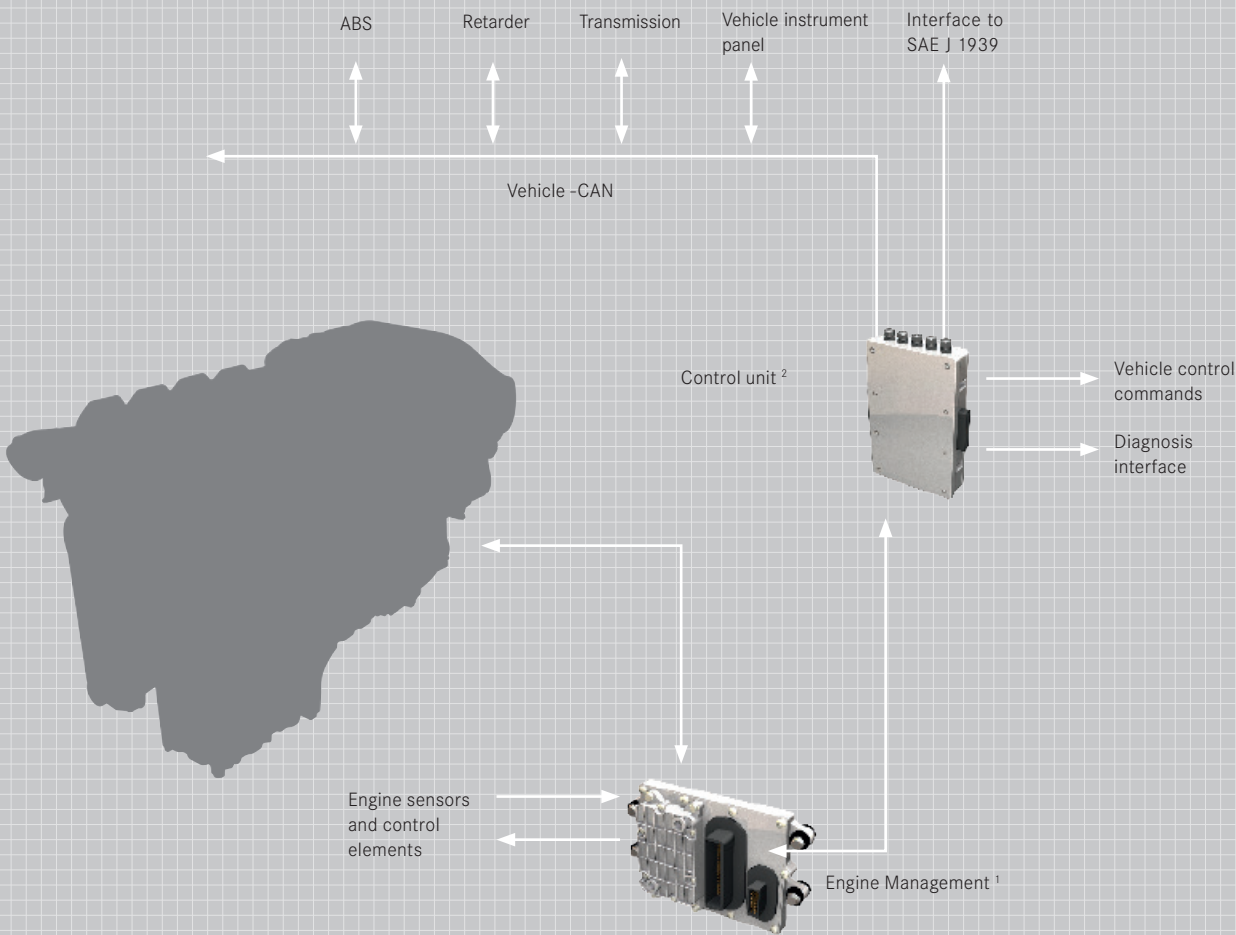 ABS
Retarder
Transmission
Vehicle instrument
panel
Interface to
SAE J 1939
Vehicle -CAN
Control unit ²
Vehicle control
commands
Diagnosis
interface
Engine sensors
and control
elements
Engine Management ¹